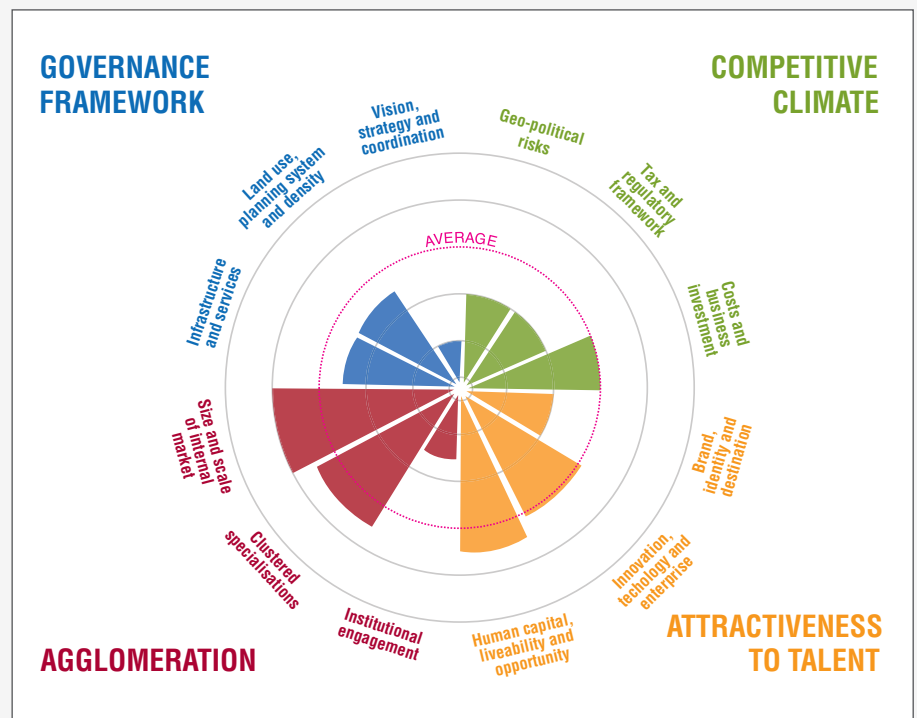 GOVERNANCE
FRAMEWORK
COMPETITIVE
CLIMATE
Vision,
strategy and
coordination
Geo-political
risks
Land use,
planning system
and density
Tax and
regulatory
framework
AVERAGE
Infrastructure
and services
Costs and
business
investment
Size and scale
of internal
market
Brand,
identity and
destination
Clustered
specialisations
Innovation,
techology and
enterprise
Institutional
engagement
Human capital,
liveability and
opportunity
AGGLOMERATION
ATTRACTIVENESS
TO TALENT